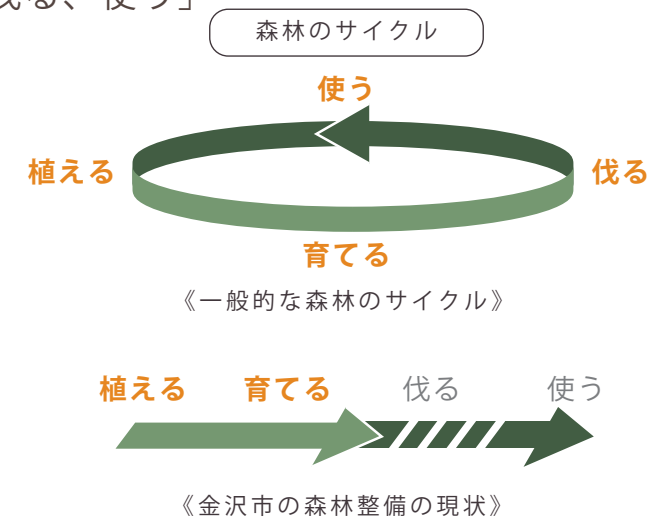 る、使う」
森林のサイクル
使う
植える
伐る
育てる
《一般的な森林のサイクル》
植える 育てる 伐る 使う
《金沢市の森林整備の現状》